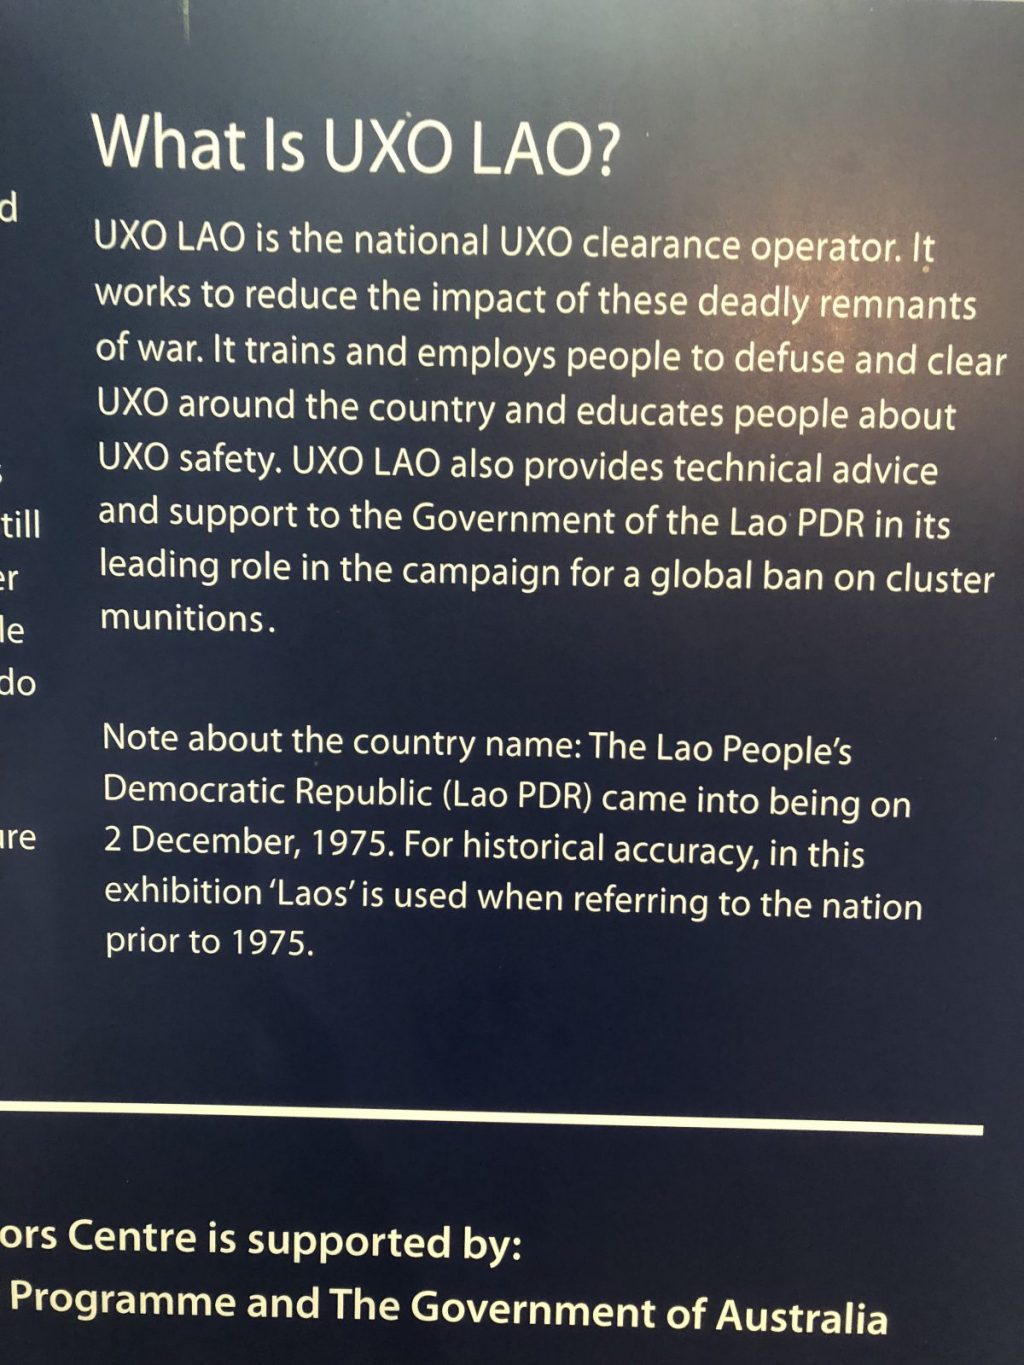 What Is UXO LAO?
UXO LAO is the national UXO clearance operator. It
works to reduce the impact of these deadly remnants
of war. It trains and employs people to defuse and clear
UXO around the country and educates people about
UXO safety. UXO LAO also provides technical advice
and support to the Government of the Lao PDR in its
leading role in the campaign for a global ban on cluster
munitions.
Note about the country name: The Lao People’s
Democratic Republic (Lao PDR) came into being on
2 December, 1975. For historical accuracy, in this
exhibition ‘Laos’ is used when referring to the nation
prior to 1975.
ors Centre is supported by:
Programme and The Government of Australia